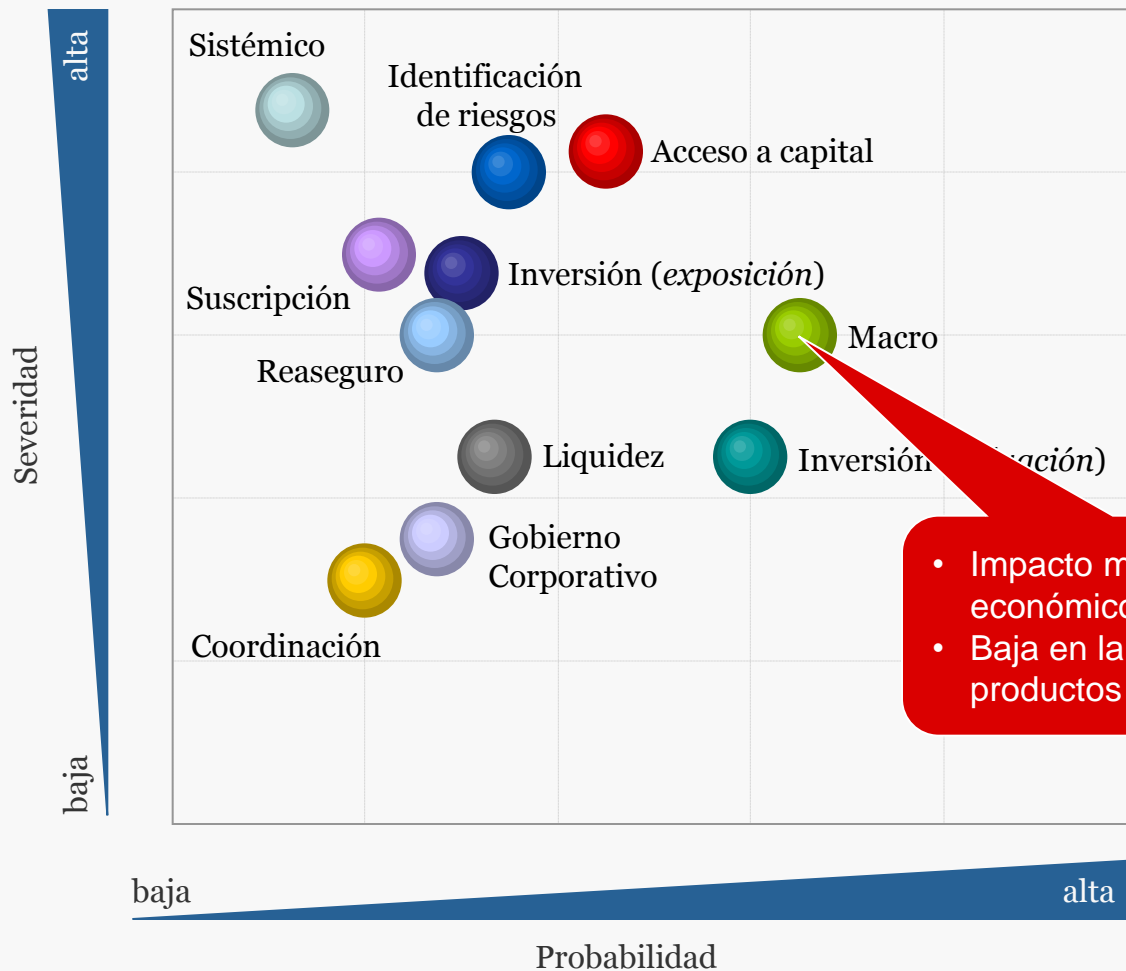 alta
Sistémico
Identificación
de riesgos
Acceso a capital
Inversión (exposición)
Suscripción
Macro
Reaseguro
Severidad
Liquidez
Inversión
Gobierno
Corporativo
• Impacto
económico
• Baja en la
productos
Coordinación
baja
baja
alta
Probabilidad